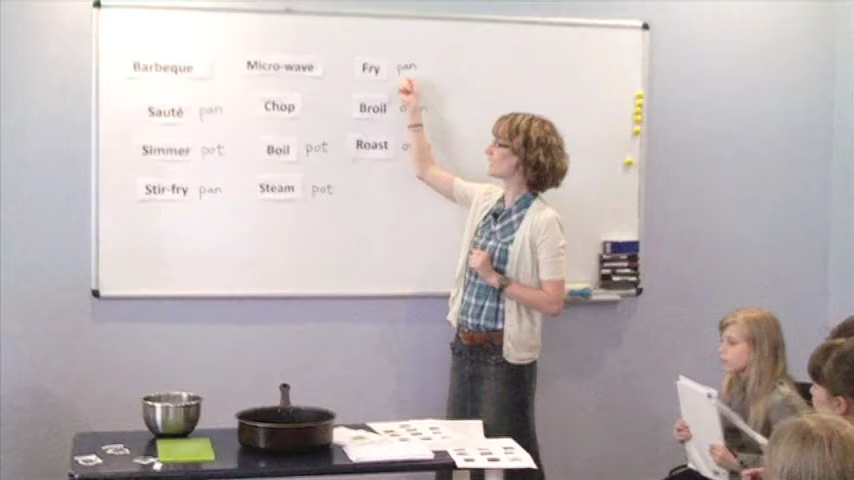 Barbeque Micro-wave Fry pan
Sauté pan Chop Broil
Simmer pot Boil pot Roast
Stir-fry pan Steam pot